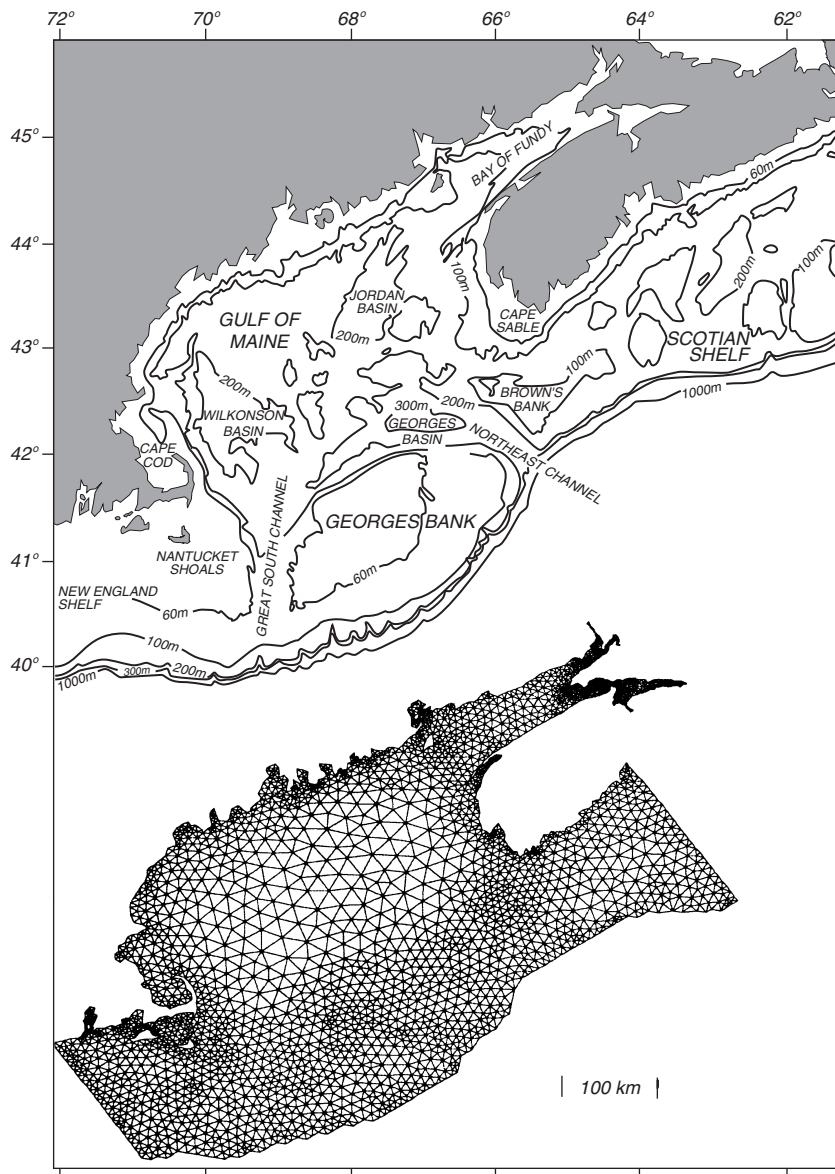 72° 70° 68° 66° 64° 62°
45°
44°
43°
42°
41°
40°
BAY OF FUNDY
60m
100m
200m
100m
JORDAN
BASIN
CAPE
SABLE
GULF OF
MAINE
200m
SCOTIAN
SHELF
100m
1000m
200m
300m
200m
BROWN'S
BANK
WILKONSON
BASIN
GEORGES
BASIN
NORTHEAST CHANNEL
CAPE
COD
GREAT SOUTH CHANNEL
GEORGES BANK
NANTUCKET
SHOALS
60m
NEW ENGLAND
SHELF
60m
100m
200m
300m
1000m
100 km